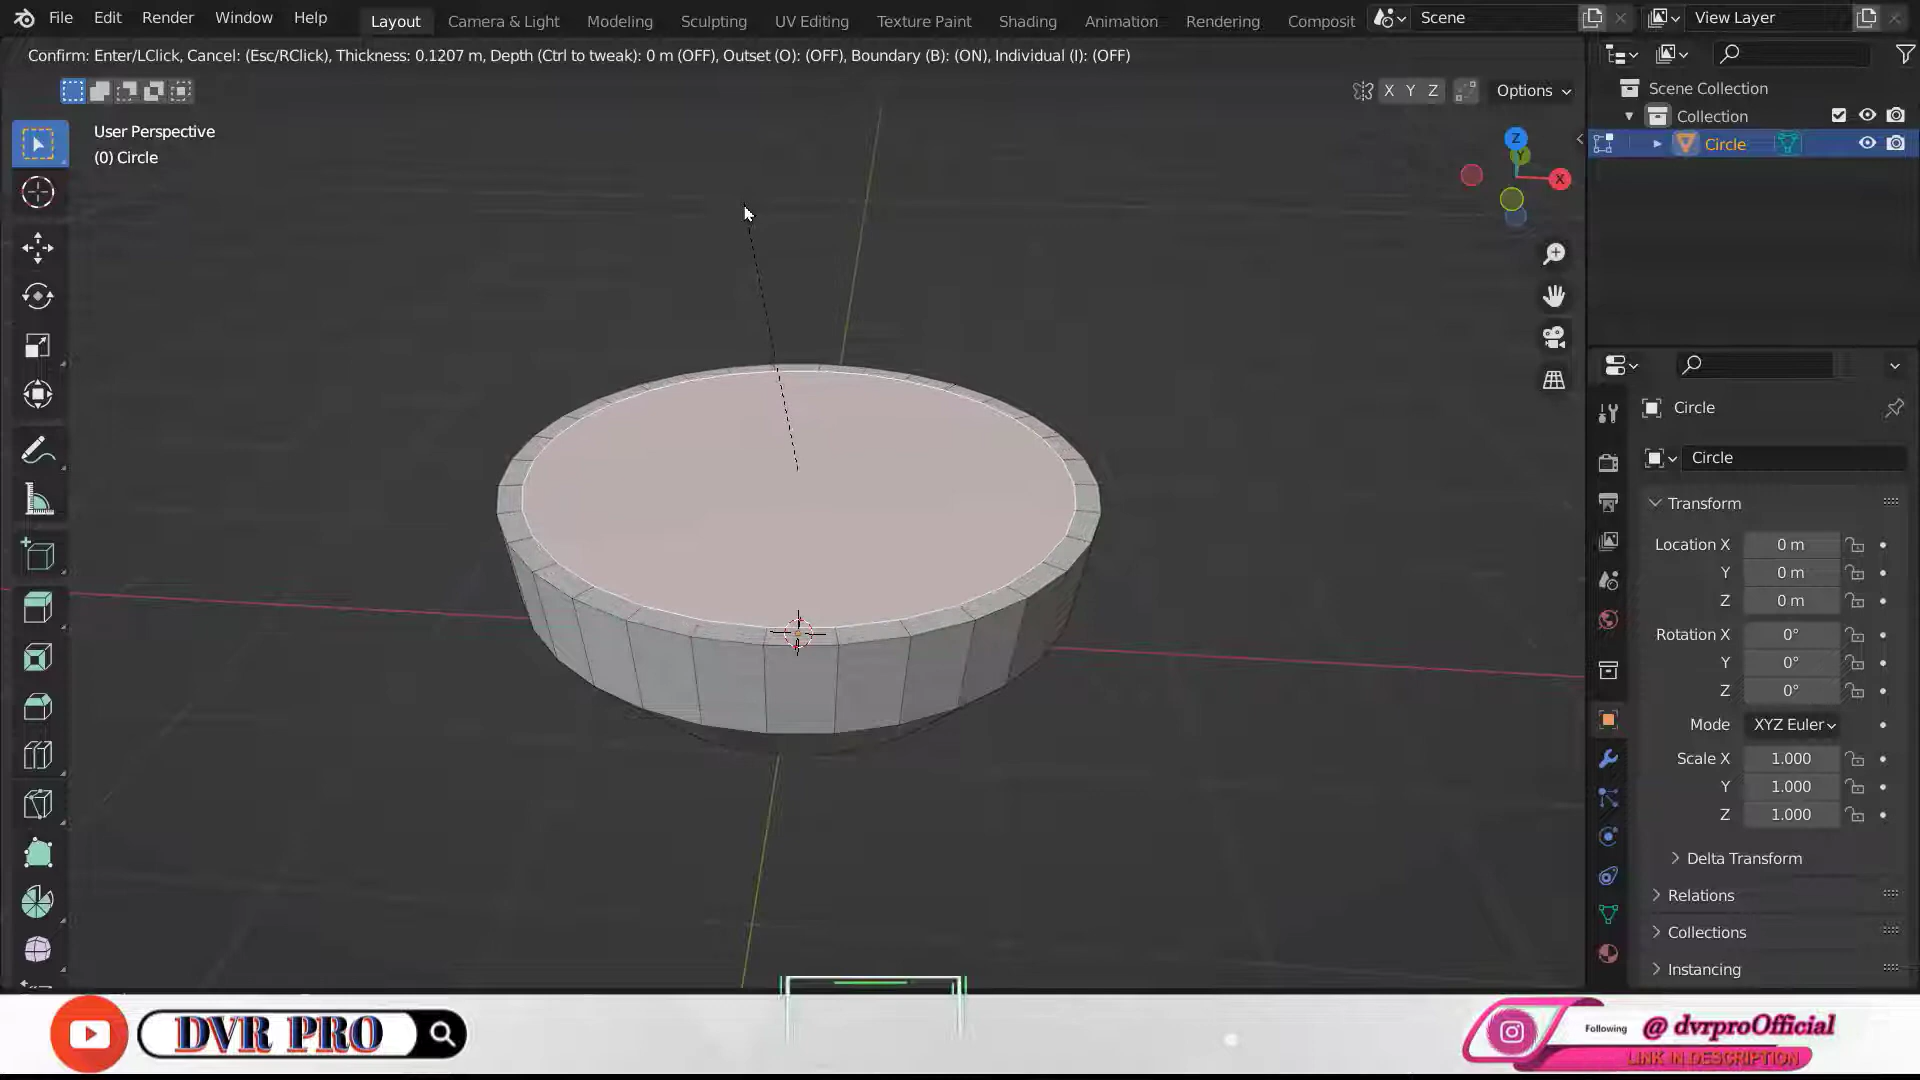 File Edit Render Window Help Layout Camera & Light Modeling Sculpting UV Editing Texture Paint Shading Animation Rendering Composit Scene View Layer
Confirm: Enter/LClick, Cancel: (Esc/RClick), Thickness: 0.1207 m, Depth (Ctrl to tweak): 0 m (OFF), Outset (O): (OFF), Boundary (B): (ON), Individual (I): (OFF)
X Y Z Options
User Perspective
(0) Circle
Z
Y
X
Scene Collection
Collection
Circle
Circle
Circle
Transform
Location X 0 m
Y 0 m
Z 0 m
Rotation X 0°
Y 0°
Z 0°
Mode XYZ Euler
Scale X 1.000
Y 1.000
Z 1.000
Delta Transform
Relations
Collections
Instancing
DVR PRO
Following @ dvrproOfficial
LINK IN DESCRIPTION